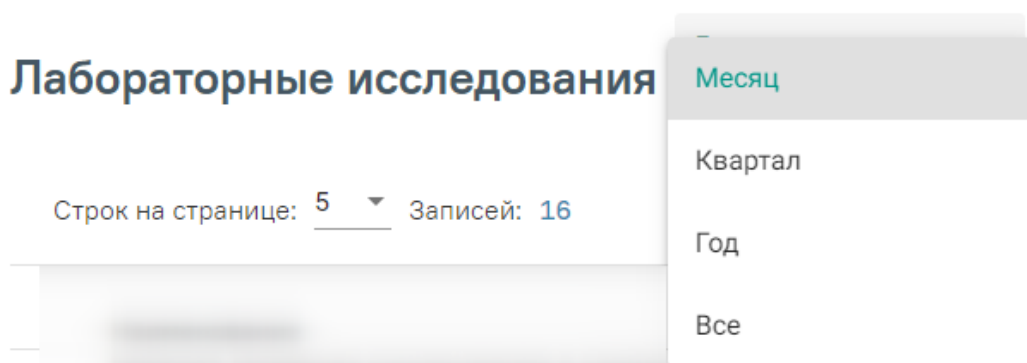 Лабораторные исследования
Месяц
Квартал
Строк на странице: 5 Записей: 16
Год
Все